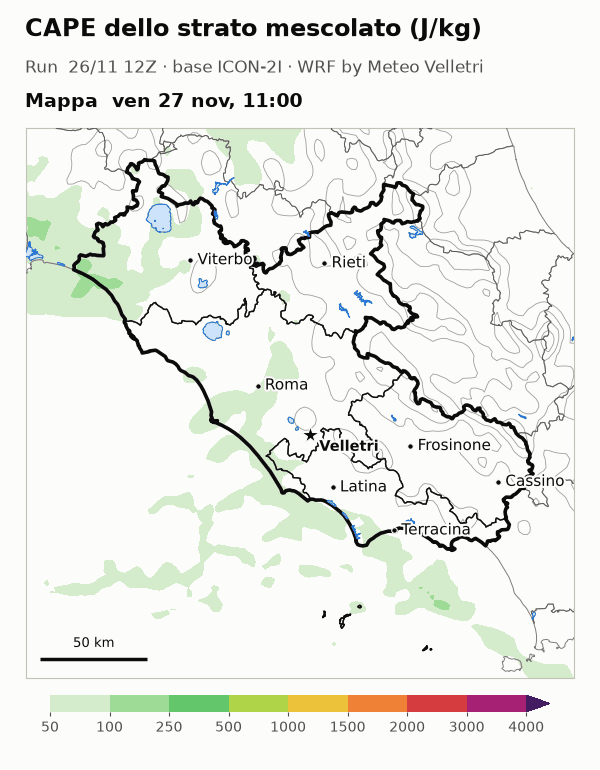 CAPE dello strato mescolato (J/kg)
Run  26/11 12Z · base ICON-2I · WRF by Meteo Velletri
Mappa  ven 27 nov, 11:00
Viterbo
Rieti
Roma
Velletri
Frosinone
Cassino
Latina
Terracina
50 km
50 100 250 500 1000 1500 2000 3000 4000